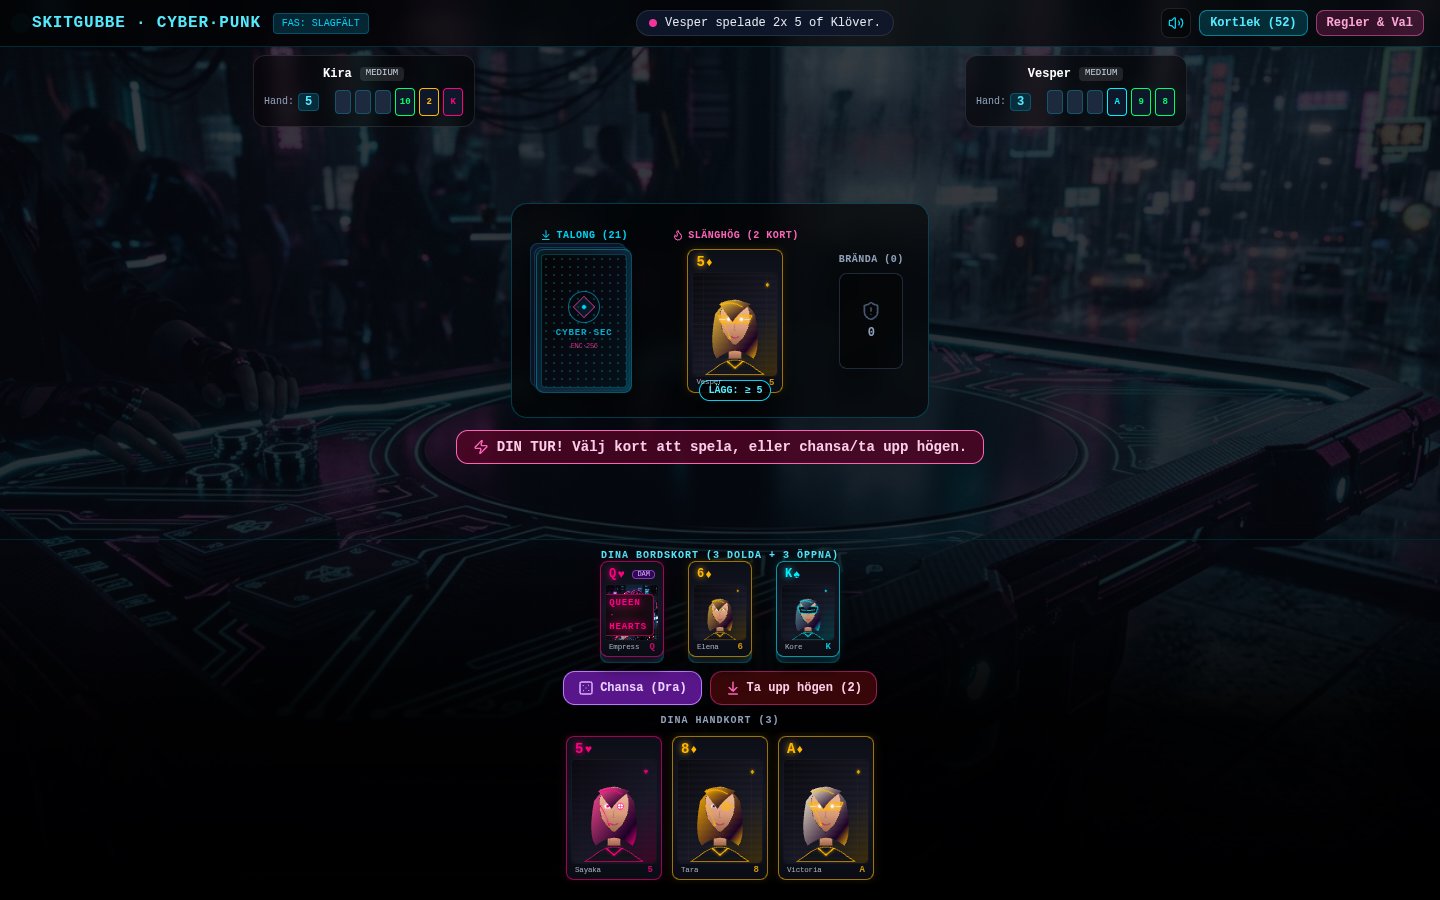 SKITGUBBE · CYBER·PUNK
FAS: SLAGFÄLT
Vesper spelade 2x 5 of Klöver.
Kortlek (52)
Regler & Val
Kira MEDIUM
Hand: 5 10 2 K
Vesper MEDIUM
Hand: 3 A 9 8
TALONG (21)
SLÄNGHÖG (2 KORT)
BRÄNDA (0)
5♦
CYBER-SEC
ENC·256
0
Vesper 5
LÄGG: ≥ 5
DIN TUR! Välj kort att spela, eller chansa/ta upp högen.
DINA BORDSKORT (3 DOLDA + 3 ÖPPNA)
Q♥ DAM
6♦
K♠
QUEEN
HEARTS
Empress Q
Elena 6
Kore K
Chansa (Dra)
Ta upp högen (2)
DINA HANDKORT (3)
5♥
8♦
A♦
Sayaka 5
Tara 8
Victoria A